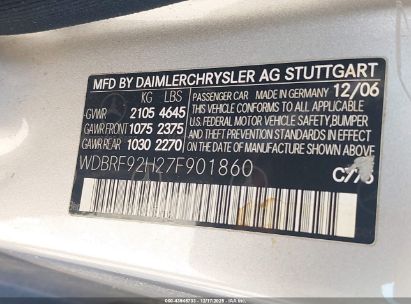 MFD BY DAIMLERCHRYSLER AG STUTTGART
KG LBS
GVWR 2105 4645
GAWR FRONT 1075 2375
GAWR REAR 1030 2270
PASSENGER CAR MADE IN GERMANY 12/06
THIS VEHICLE CONFORMS TO ALL APPLICABLE
U.S. FEDERAL MOTOR VEHICLE SAFETY, BUMPER
AND THEFT PREVENTION STANDARDS IN EFFECT
ON THE DATE OF MANUFACTURE SHOWN ABOVE.
WDBRF92H27F901860